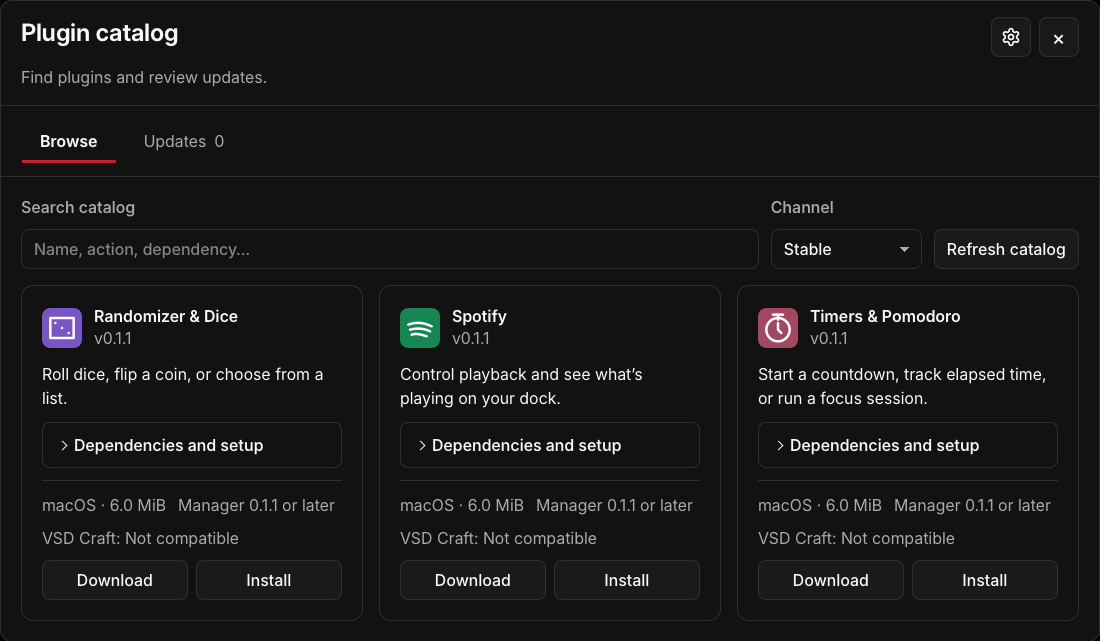 Plugin catalog
Find plugins and review updates.
Browse
Updates 0
Search catalog
Channel
Name, action, dependency...
Stable
Refresh catalog
Randomizer & Dice
v0.1.1
Roll dice, flip a coin, or choose from a
list.
Dependencies and setup
macOS · 6.0 MiB Manager 0.1.1 or later
VSD Craft: Not compatible
Download
Install
Spotify
v0.1.1
Control playback and see what’s
playing on your dock.
Dependencies and setup
macOS · 6.0 MiB Manager 0.1.1 or later
VSD Craft: Not compatible
Download
Install
Timers & Pomodoro
v0.1.1
Start a countdown, track elapsed time,
or run a focus session.
Dependencies and setup
macOS · 6.0 MiB Manager 0.1.1 or later
VSD Craft: Not compatible
Download
Install